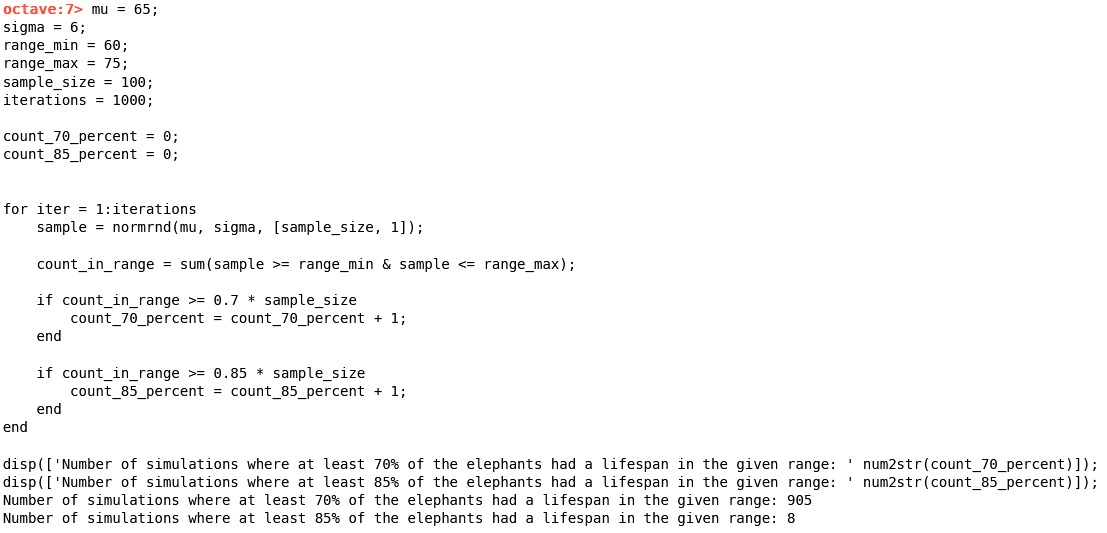 octave:7> mu = 65;
sigma = 6;
range_min = 60;
range_max = 75;
sample_size = 100;
iterations = 1000;

count_70_percent = 0;
count_85_percent = 0;


for iter = 1:iterations
    sample = normrnd(mu, sigma, [sample_size, 1]);

    count_in_range = sum(sample >= range_min & sample <= range_max);

    if count_in_range >= 0.7 * sample_size
        count_70_percent = count_70_percent + 1;
    end

    if count_in_range >= 0.85 * sample_size
        count_85_percent = count_85_percent + 1;
    end
end

disp(['Number of simulations where at least 70% of the elephants had a lifespan in the given range: ' num2str(count_70_percent)]);
disp(['Number of simulations where at least 85% of the elephants had a lifespan in the given range: ' num2str(count_85_percent)]);
Number of simulations where at least 70% of the elephants had a lifespan in the given range: 905
Number of simulations where at least 85% of the elephants had a lifespan in the given range: 8